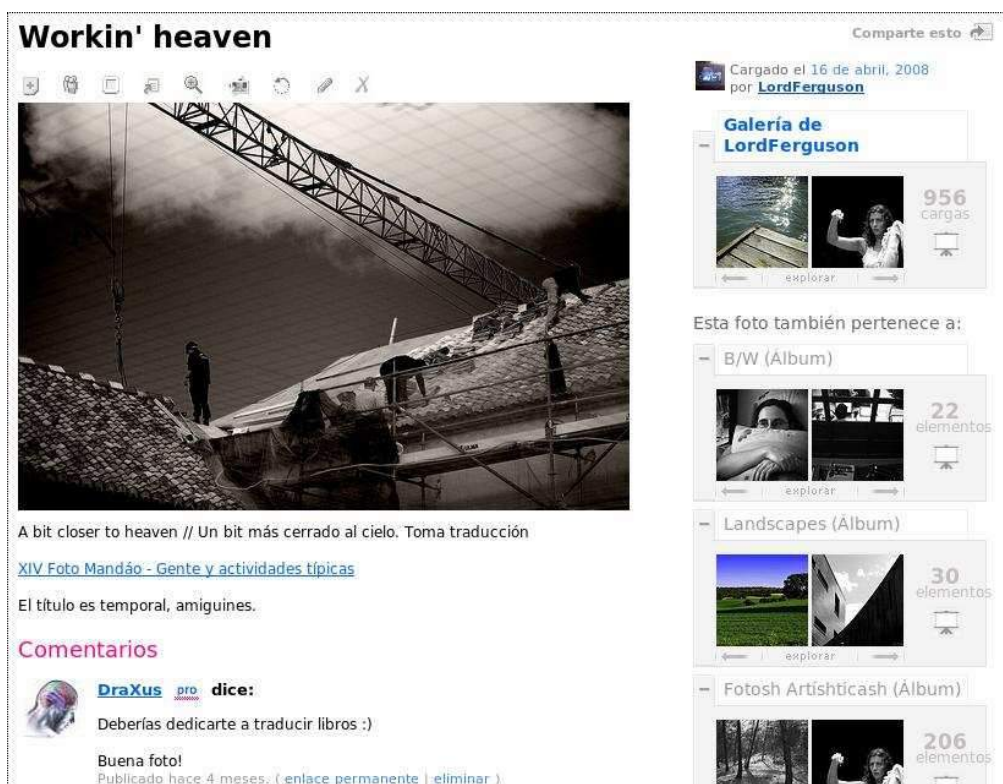 Workin' heaven
A bit closer to heaven // Un bit más cerrado al cielo. Toma traducción
XIV Foto Mandáo - Gente y actividades típicas
El título es temporal, amiguines.
Comentarios
DraXus pro dice:
Deberías dedicarte a traducir libros :)
Buena foto!
Publicado hace 4 meses. ( enlace permanente | eliminar )
Comparte esto
Cargado el 16 de abril, 2008
por LordFerguson
Galería de
LordFerguson
956
cargas
explorar
Esta foto también pertenece a:
B/W (Álbum)
22
elementos
explorar
Landscapes (Álbum)
30
elementos
explorar
Fotosh Artíshticash (Álbum)
206
elementos